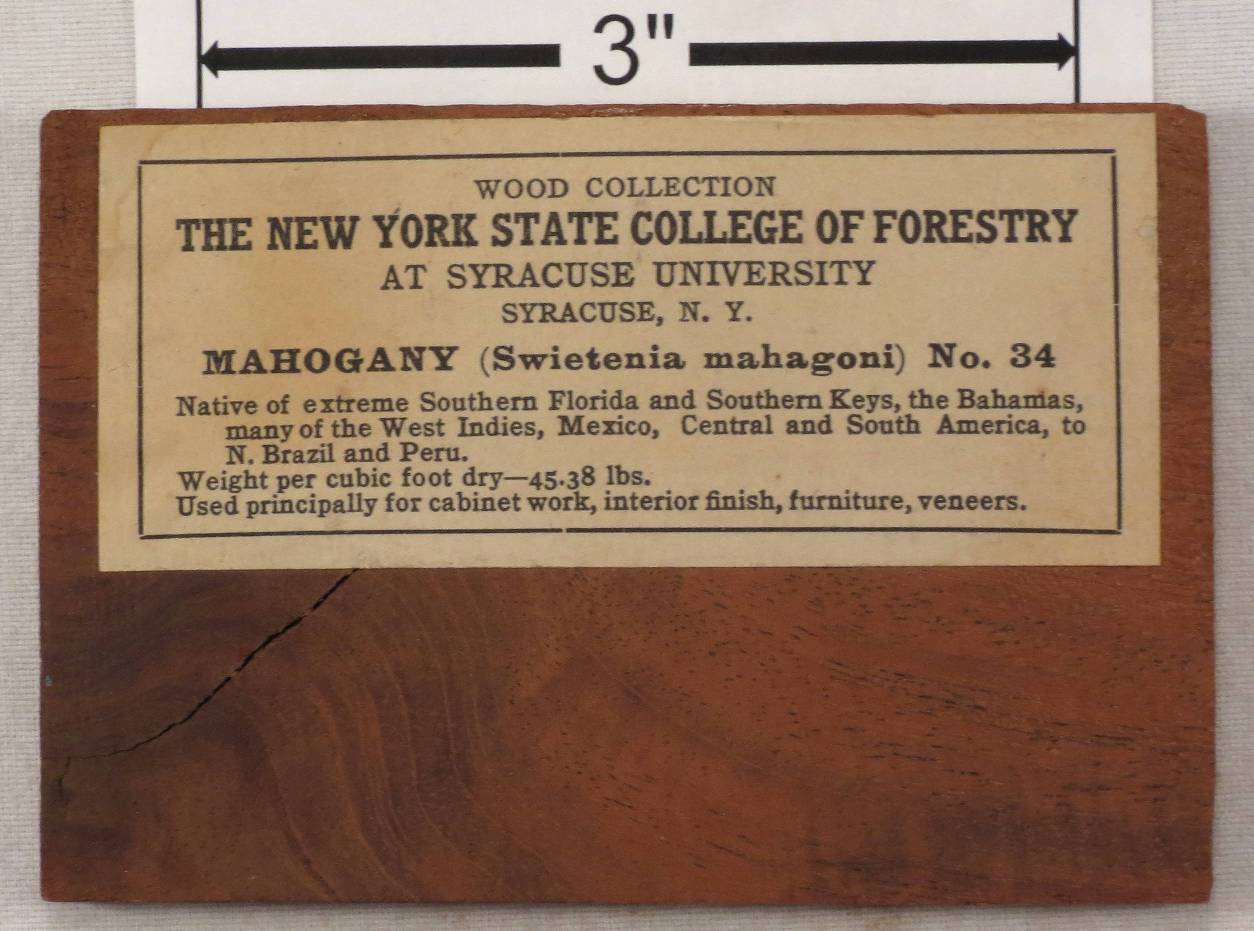 3"
WOOD COLLECTION
THE NEW YORK STATE COLLEGE OF FORESTRY
AT SYRACUSE UNIVERSITY
SYRACUSE, N. Y.
MAHOGANY (Swietenia mahagoni) No. 34
Native of extreme Southern Florida and Southern Keys, the Bahamas,
many of the West Indies, Mexico, Central and South America, to
N. Brazil and Peru.
Weight per cubic foot dry—45.38 lbs.
Used principally for cabinet work, interior finish, furniture, veneers.